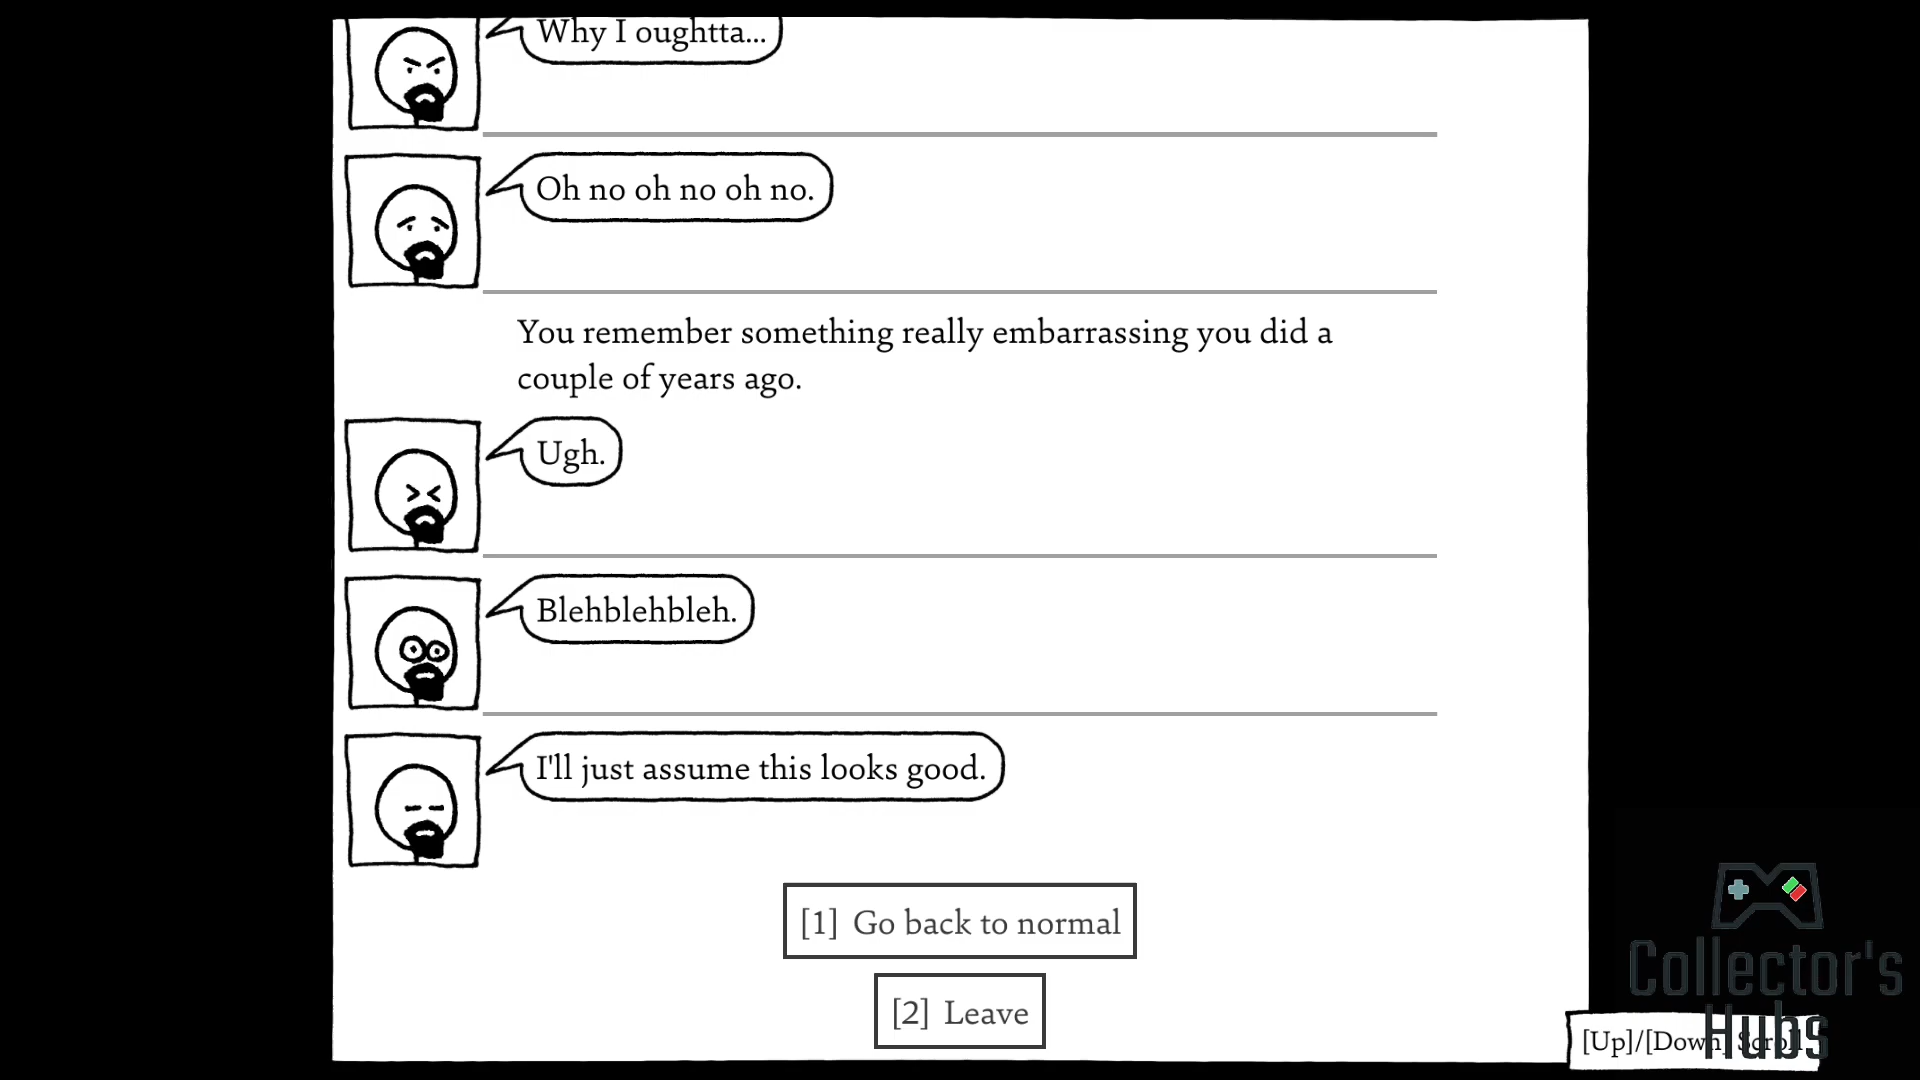 Why I oughtta...
Oh no oh no oh no.
You remember something really embarrassing you did a
couple of years ago.
Ugh.
Blehblehbleh.
I'll just assume this looks good.
[1] Go back to normal
[2] Leave
[Up]/[Down] Scroll
Collector's
Hubs